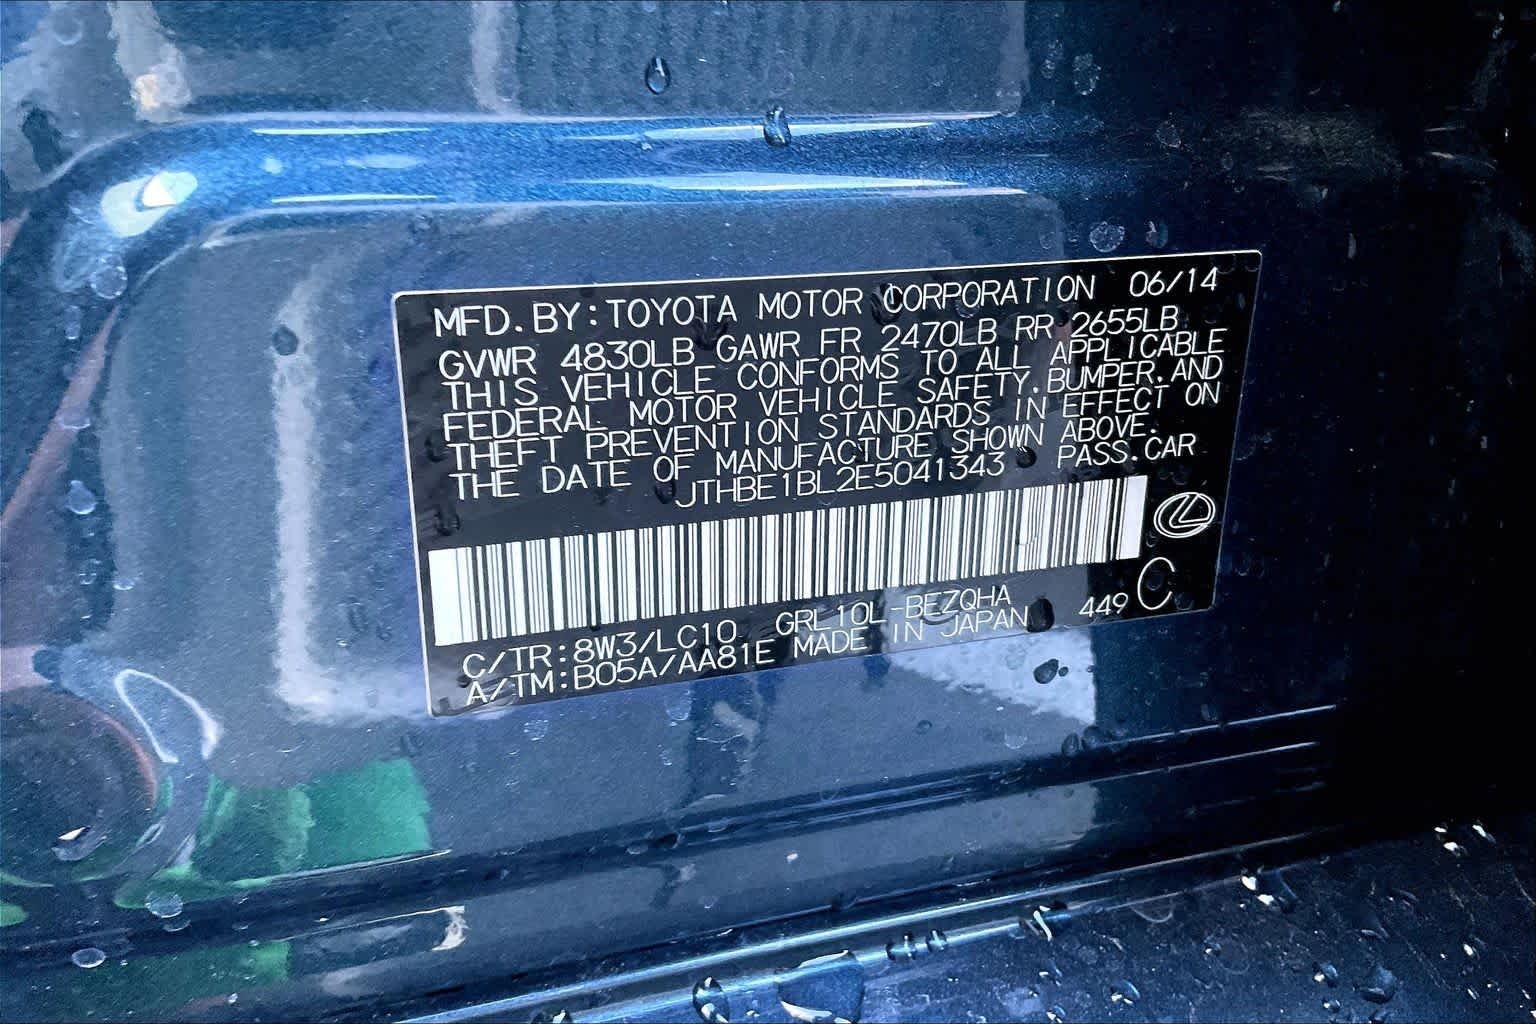 MFD. BY: TOYOTA MOTOR CORPORATION 06/14
GVWR 4830LB GAWR FR 2470LB RR 2655LB
THIS VEHICLE CONFORMS TO ALL APPLICABLE
FEDERAL MOTOR VEHICLE SAFETY, BUMPER, AND
THEFT PREVENTION STANDARDS IN EFFECT ON
THE DATE OF MANUFACTURE SHOWN ABOVE.
JTHBE1BL2E5041343 PASS. CAR
C/TR: 8W3/LC10 GRL10L-BEZQHA 449 C
A/TM: B05A/AA81E MADE IN JAPAN